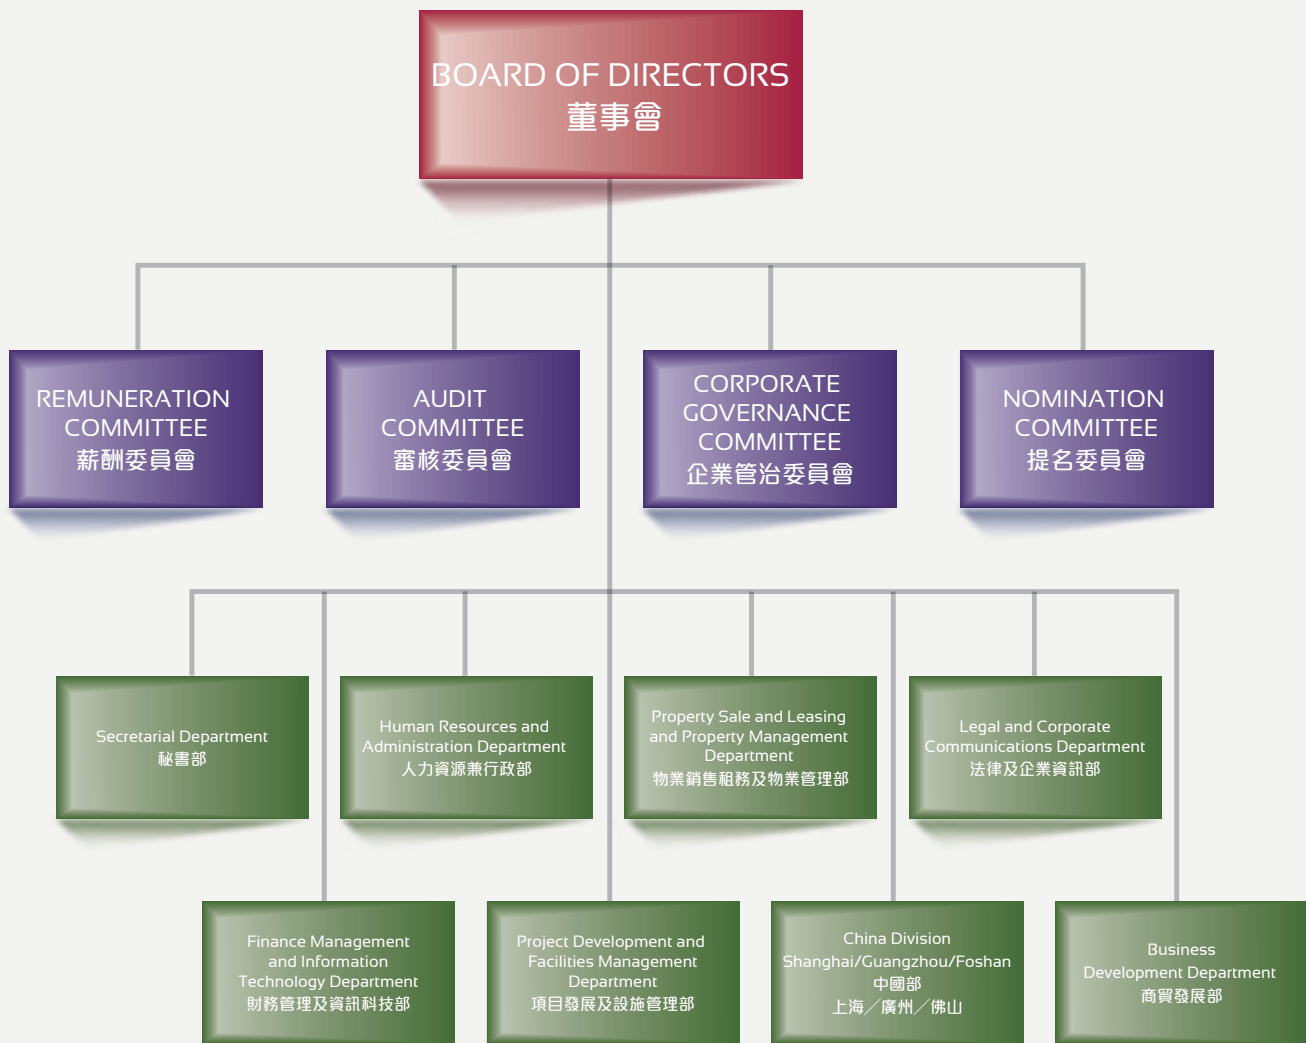 BOARD OF DIRECTORS
董事會
REMUNERATION
COMMITTEE
薪酬委員會
AUDIT
COMMITTEE
審核委員會
CORPORATE
GOVERNANCE
COMMITTEE
企業管治委員會
NOMINATION
COMMITTEE
提名委員會
Secretarial Department
秘書部
Human Resources and
Administration Department
人力資源兼行政部
Property Sale and Leasing
and Property Management
Department
物業銷售租務及物業管理部
Legal and Corporate
Communications Department
法律及企業資訊部
Finance Management
and Information
Technology Department
財務管理及資訊科技部
Project Development and
Facilities Management
Department
項目發展及設施管理部
China Division
Shanghai/Guangzhou/Foshan
中國部
上海／廣州／佛山
Business
Development Department
商貿發展部